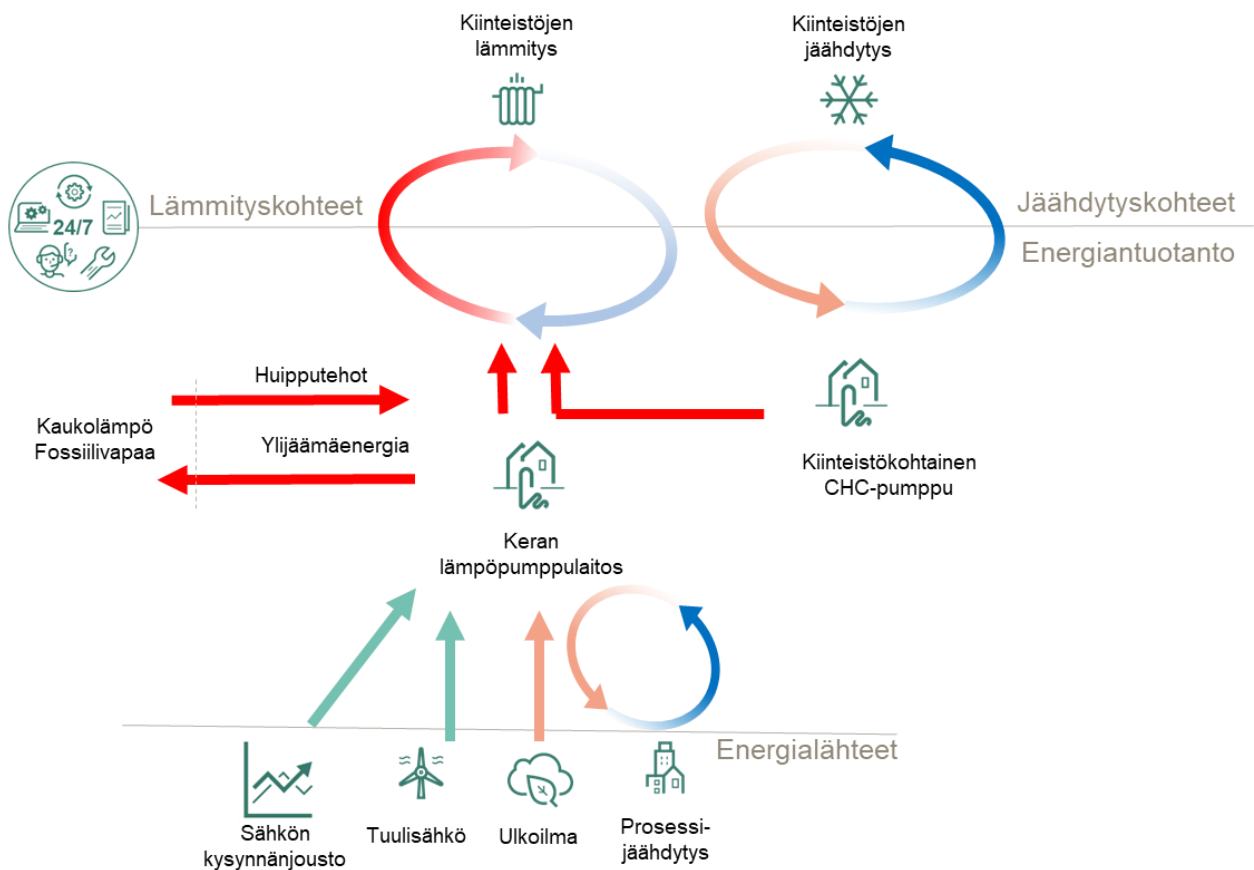 Kiinteistöjen
lämmitys
Kiinteistöjen
jäähdytys
24/7
?
Lämmityskohteet
Jäähdytyskohteet
Energiantuotanto
Huipputehot
Kaukolämpö
Fossiilivapaa
Ylijäämäenergia
Kiinteistökohtainen
CHC-pumppu
Keran
lämpöpumppulaitos
Energialähteet
Sähkön
kysynnänjousto
Tuulisähkö
Ulkoilma
Prosessi-
jäähdytys